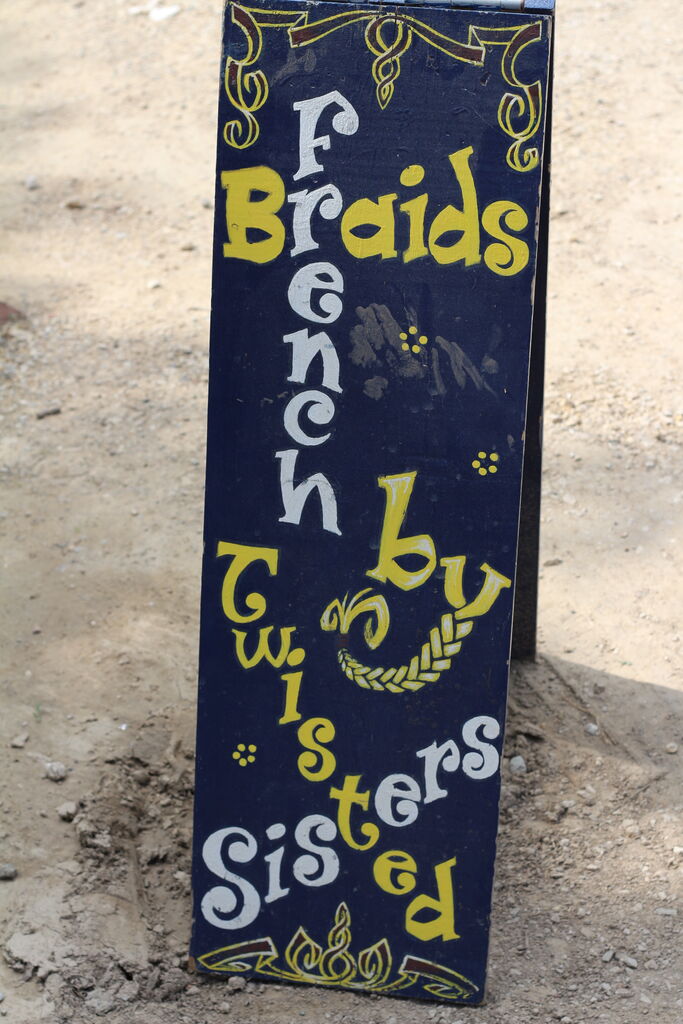 French
Braids
by
Twisted
Sisters